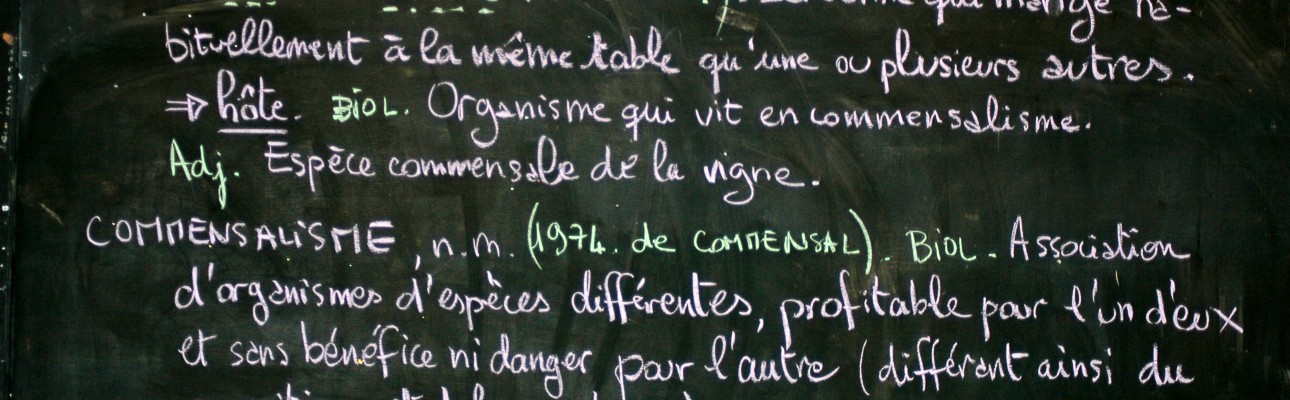 qui mange ha-
bituellement à la même table qu'une ou plusieurs autres.
⇒ hôte. BIOL. Organisme qui vit en commensalisme.
Adj. Espèce commensale de la vigne.
COMMENSALISME, n.m. (1974. de COMMENSAL). BIOL. Association
d'organismes d'espèces différentes, profitable pour l'un d'eux
et sans bénéfice ni danger pour l'autre (différent ainsi du